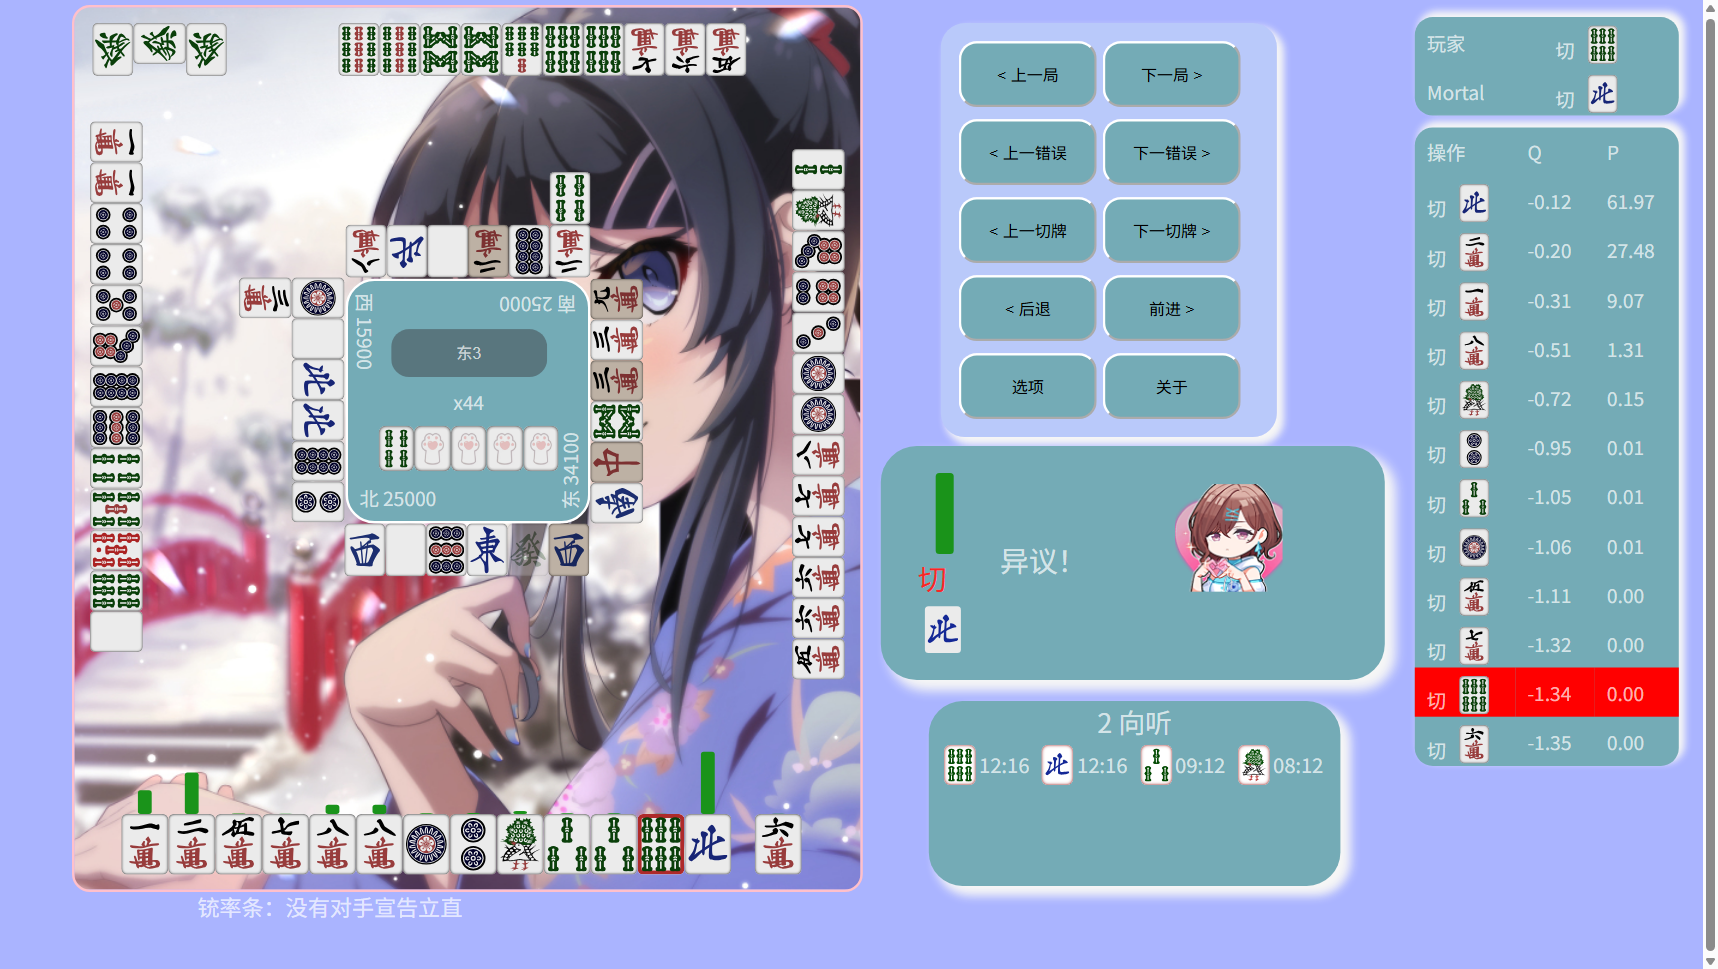 西 15900
南 25000
东3
x44
北 25000
东 34100
铳率条：没有对手宣告立直
< 上一局
下一局 >
< 上一错误
下一错误 >
< 上一切牌
下一切牌 >
< 后退
前进 >
选项
关于
切
异议！
2 向听
12:16
12:16
09:12
08:12
玩家 切
Mortal 切
操作 Q P
切 -0.12 61.97
切 -0.20 27.48
切 -0.31 9.07
切 -0.51 1.31
切 -0.72 0.15
切 -0.95 0.01
切 -1.05 0.01
切 -1.06 0.01
切 -1.11 0.00
切 -1.32 0.00
切 -1.34 0.00
切 -1.35 0.00